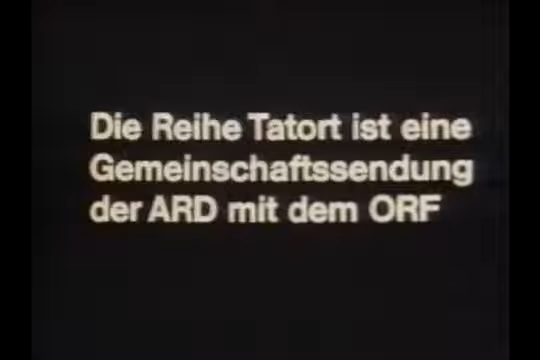 Die Reihe Tatort ist eine
Gemeinschaftssendung
der ARD mit dem ORF